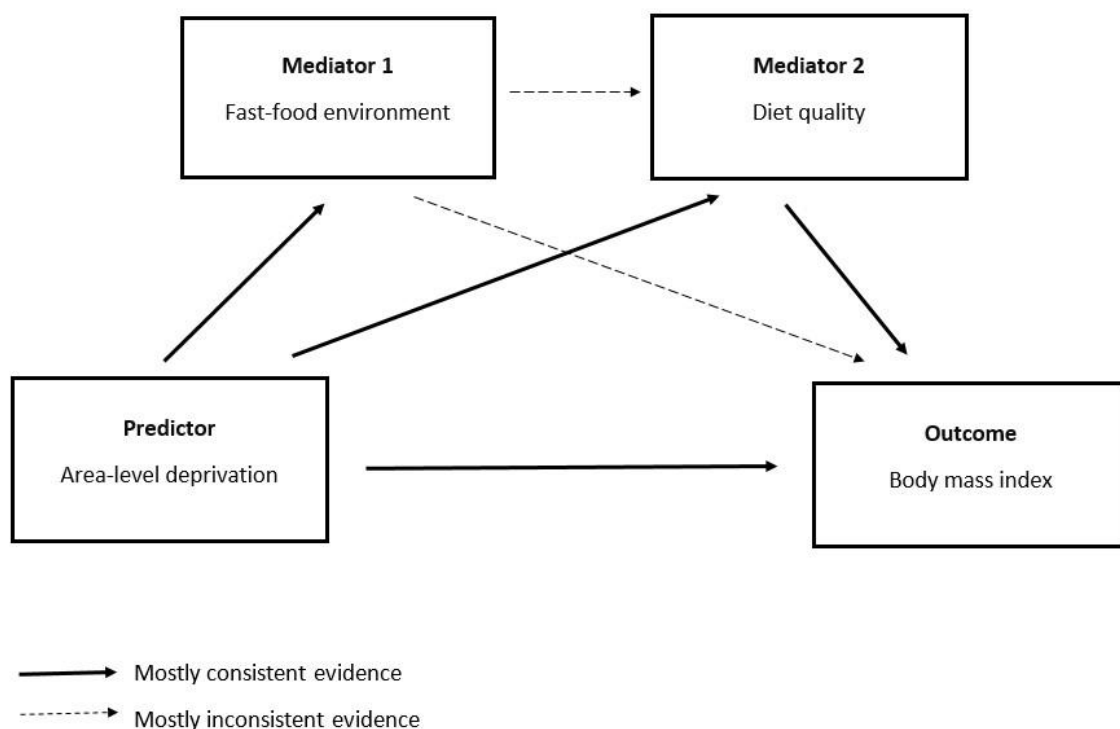 Mediator 1
Fast-food environment
Mediator 2
Diet quality
Predictor
Area-level deprivation
Outcome
Body mass index
Mostly consistent evidence
Mostly inconsistent evidence